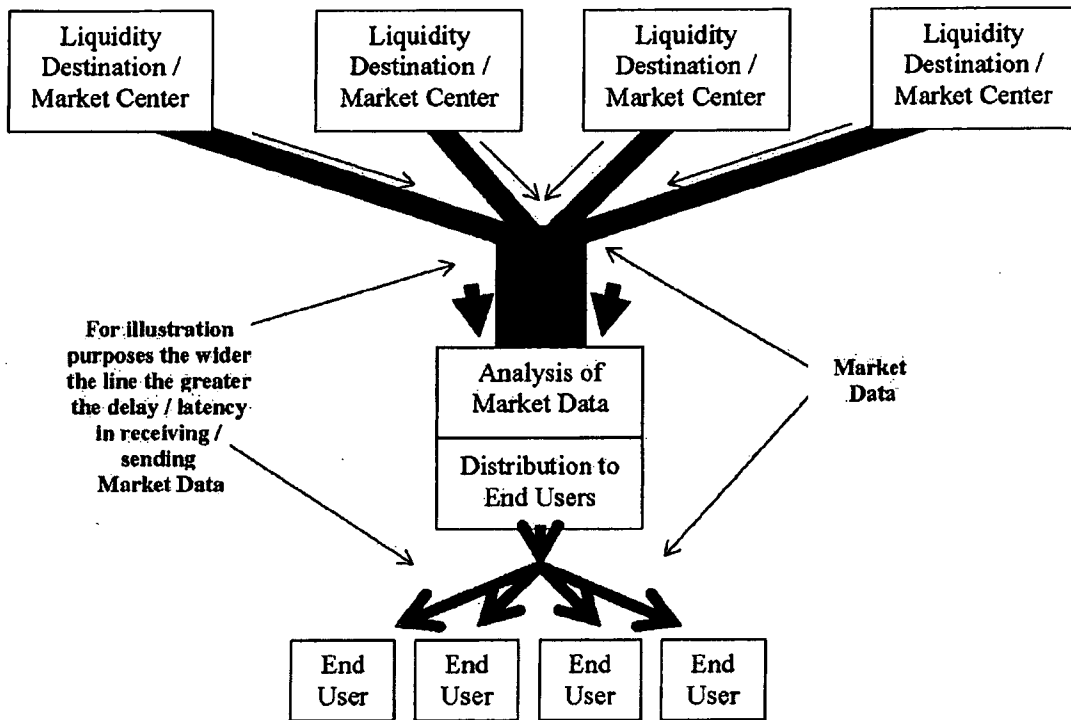 Liquidity
Destination /
Market Center
Liquidity
Destination /
Market Center
Liquidity
Destination /
Market Center
Liquidity
Destination /
Market Center
For illustration
purposes the wider
the line the greater
the delay / latency
in receiving /
sending
Market Data
Analysis of
Market Data
Market
Data
Distribution to
End Users
End
User
End
User
End
User
End
User